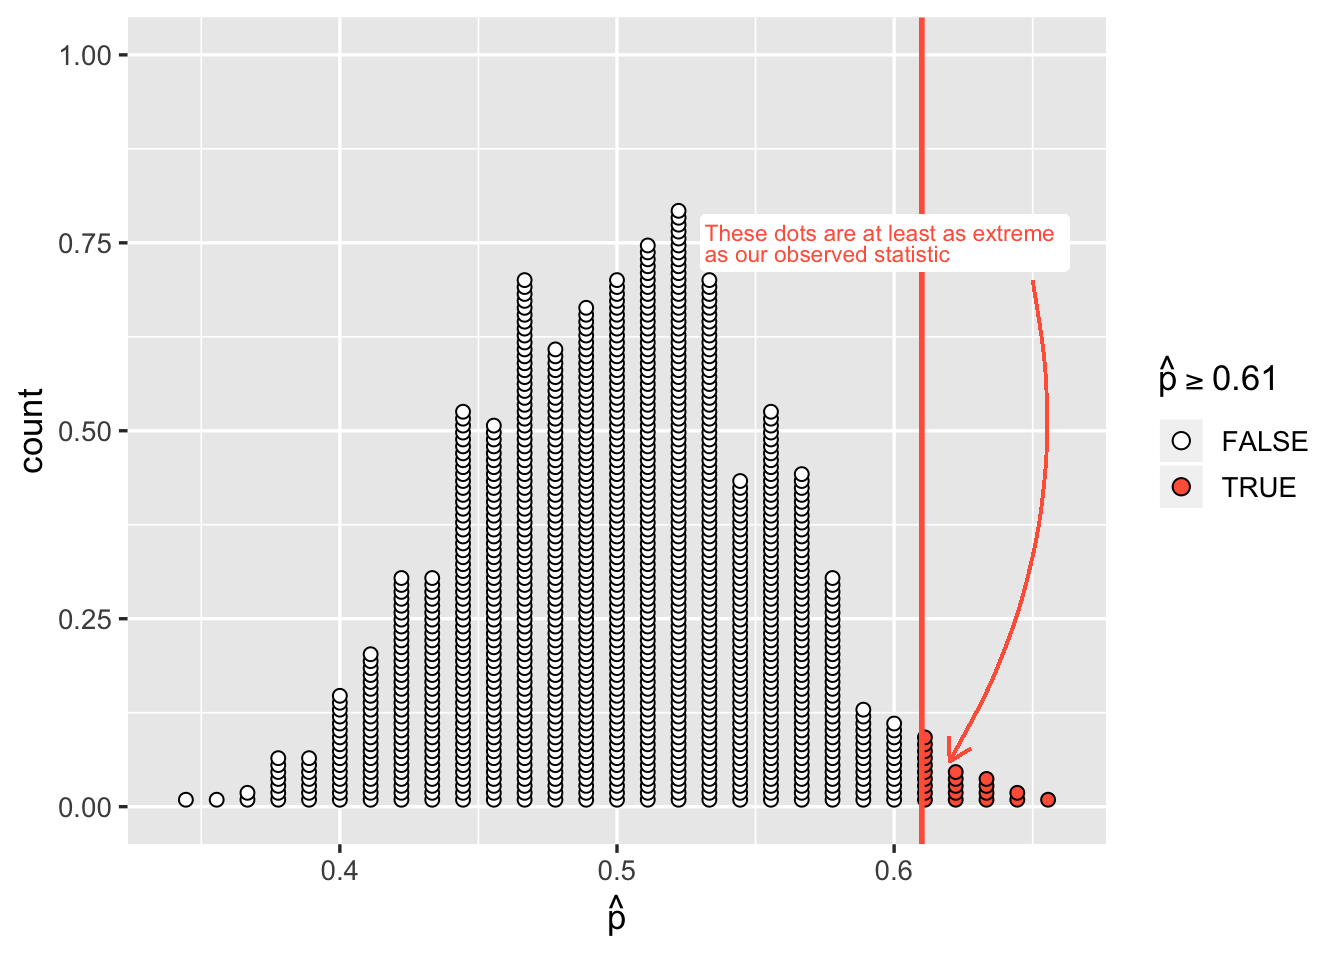 1.00
0.75
0.50
0.25
0.00
count
These dots are at least as extreme
as our observed statistic
0.4
0.5
0.6
p̂
p̂ ≥ 0.61
FALSE
TRUE